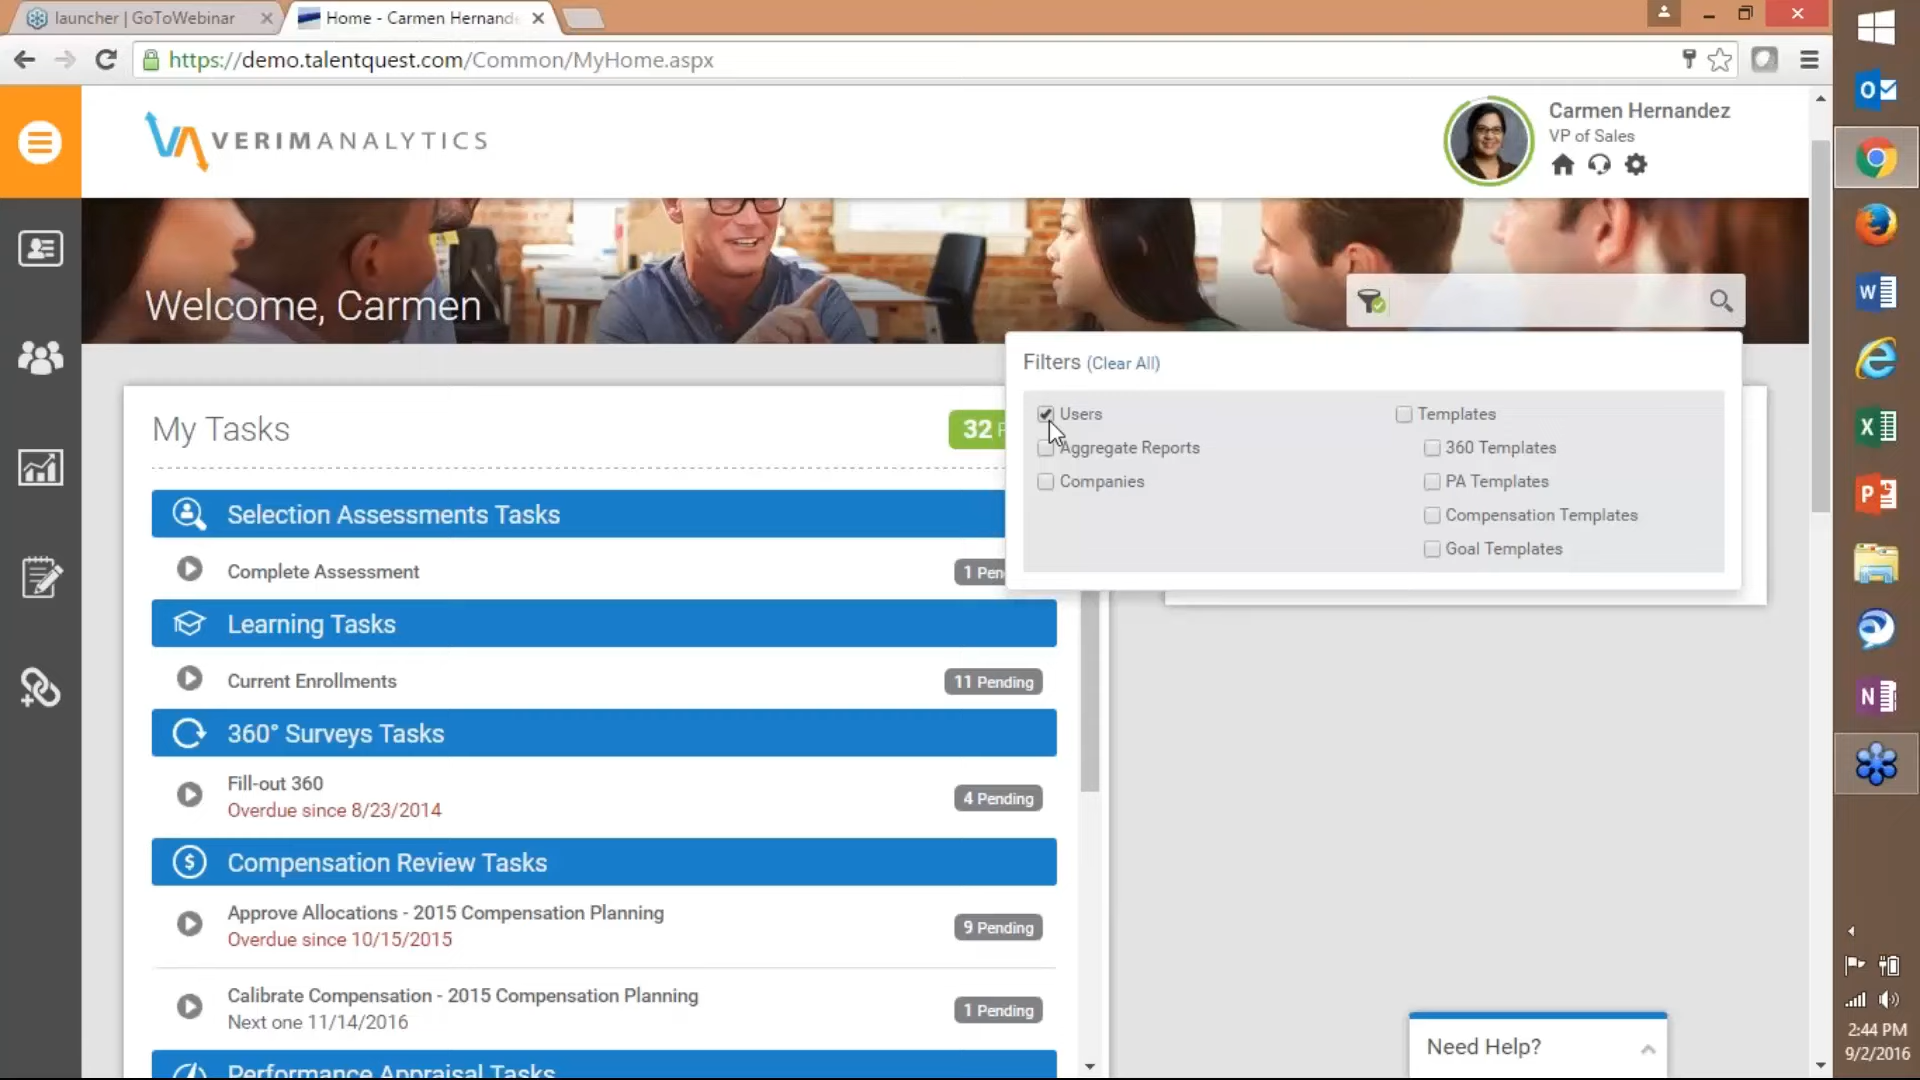 launcher | GoToWebinar
Home - Carmen Hernand
https://demo.talentquest.com/Common/MyHome.aspx
VERIMANALYTICS
Carmen Hernandez
VP of Sales
Welcome, Carmen
Filters (Clear All)
Users
Templates
Aggregate Reports
360 Templates
Companies
PA Templates
Compensation Templates
Goal Templates
My Tasks
32 P
Selection Assessments Tasks
Complete Assessment
1 Pen
Learning Tasks
Current Enrollments
11 Pending
360° Surveys Tasks
Fill-out 360
Overdue since 8/23/2014
4 Pending
Compensation Review Tasks
Approve Allocations - 2015 Compensation Planning
Overdue since 10/15/2015
9 Pending
Calibrate Compensation - 2015 Compensation Planning
Next one 11/14/2016
1 Pending
Performance Appraisal Tasks
Need Help?
2:44 PM
9/2/2016